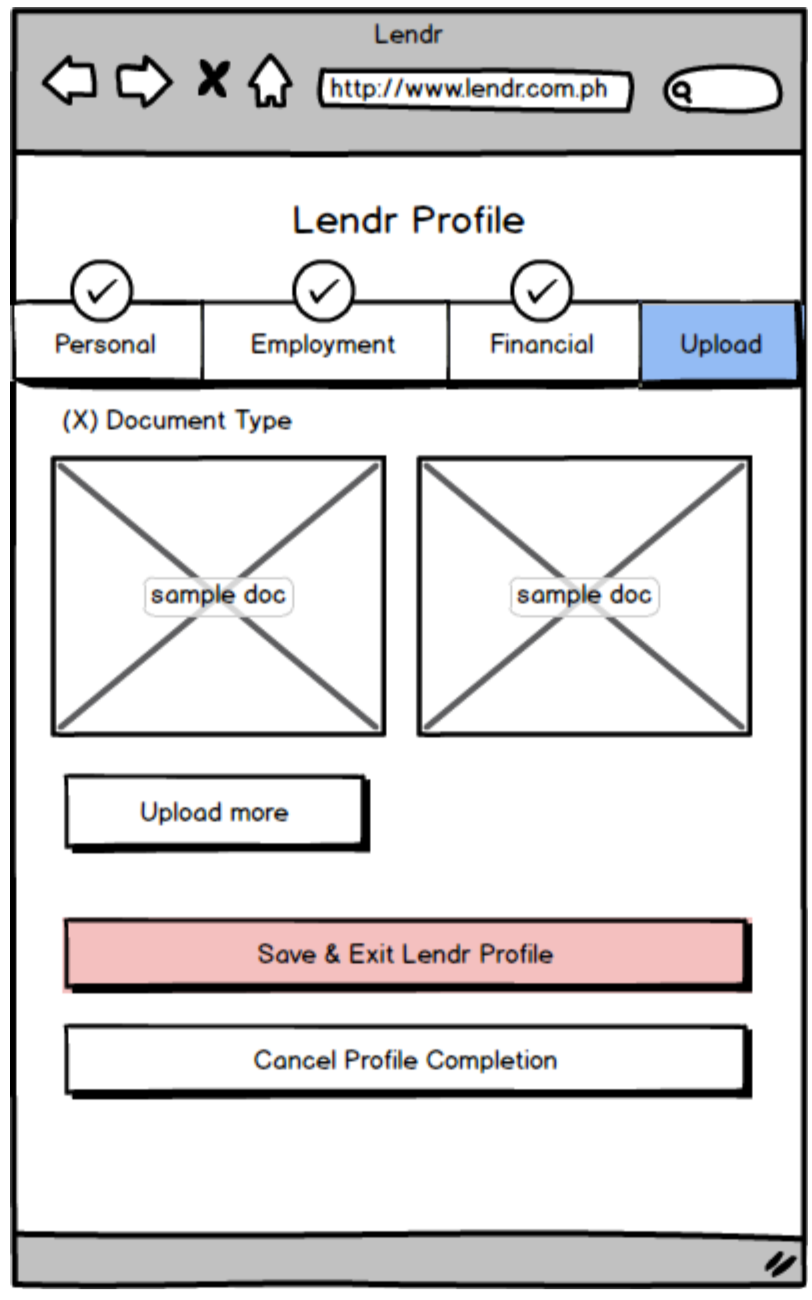 Lendr
http://www.lendr.com.ph
Lendr Profile
Personal Employment Financial Upload
(X) Document Type
sample doc sample doc
Upload more
Save & Exit Lendr Profile
Cancel Profile Completion